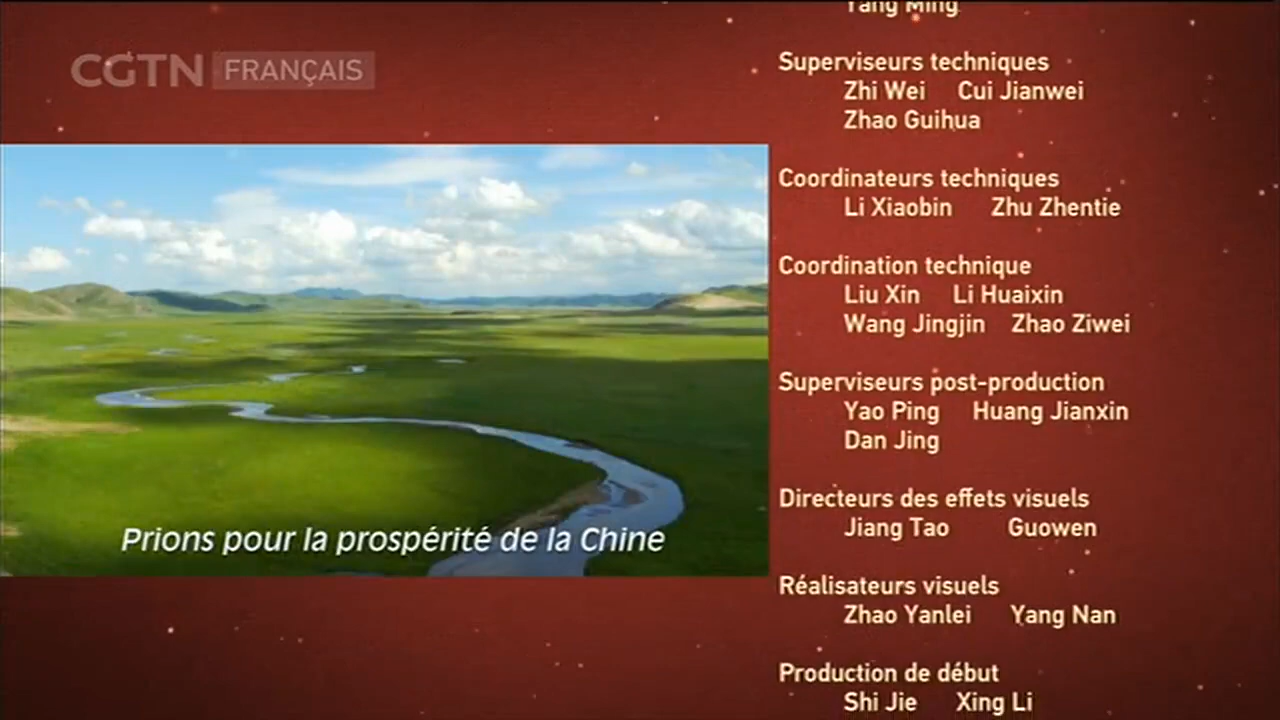 CGTN FRANÇAIS
Prions pour la prospérité de la Chine
Yang Ming
Superviseurs techniques
Zhi Wei Cui Jianwei
Zhao Guihua
Coordinateurs techniques
Li Xiaobin Zhu Zhentie
Coordination technique
Liu Xin Li Huaixin
Wang Jingjin Zhao Ziwei
Superviseurs post-production
Yao Ping Huang Jianxin
Dan Jing
Directeurs des effets visuels
Jiang Tao Guowen
Réalisateurs visuels
Zhao Yanlei Yang Nan
Production de début
Shi Jie Xing Li